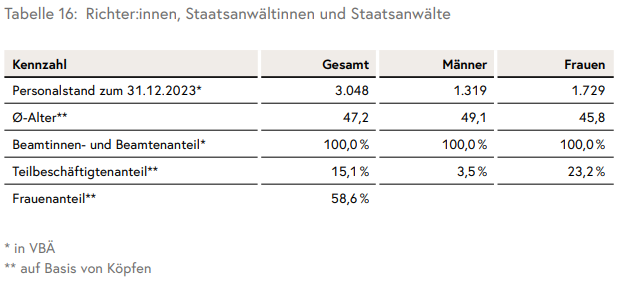 Tabelle 16: Richter:innen, Staatsanwältinnen und Staatsanwälte
Kennzahl Gesamt Männer Frauen
Personalstand zum 31.12.2023* 3.048 1.319 1.729
Ø-Alter** 47,2 49,1 45,8
Beamtinnen- und Beamtenanteil* 100,0 % 100,0 % 100,0 %
Teilbeschäftigtenanteil** 15,1 % 3,5 % 23,2 %
Frauenanteil** 58,6 %
* in VBÄ
** auf Basis von Köpfen